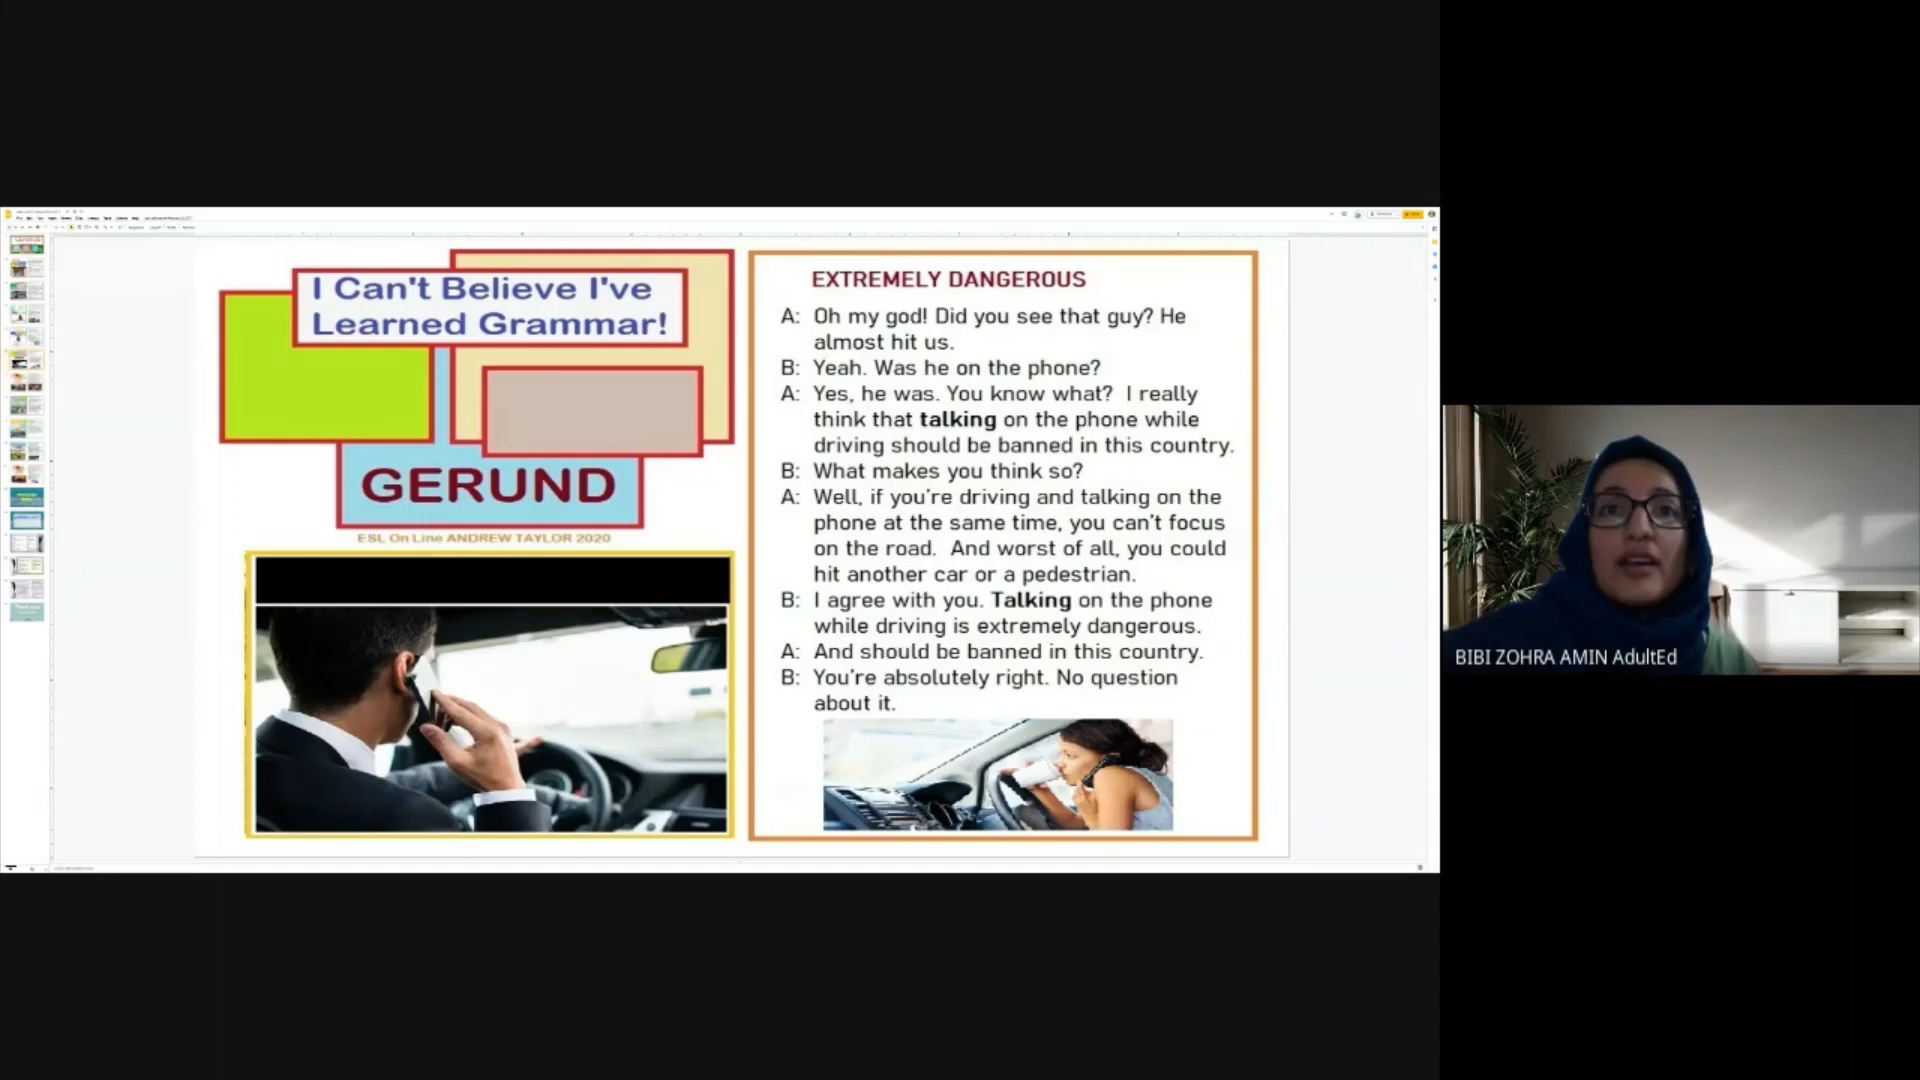 I Can't Believe I've
Learned Grammar!
GERUND
ESL On Line ANDREW TAYLOR 2020
EXTREMELY DANGEROUS
A: Oh my god! Did you see that guy? He
almost hit us.
B: Yeah. Was he on the phone?
A: Yes, he was. You know what? I really
think that talking on the phone while
driving should be banned in this country.
B: What makes you think so?
A: Well, if you're driving and talking on the
phone at the same time, you can't focus
on the road. And worst of all, you could
hit another car or a pedestrian.
B: I agree with you. Talking on the phone
while driving is extremely dangerous.
A: And should be banned in this country.
B: You're absolutely right. No question
about it.
BIBI ZOHRA AMIN AdultEd